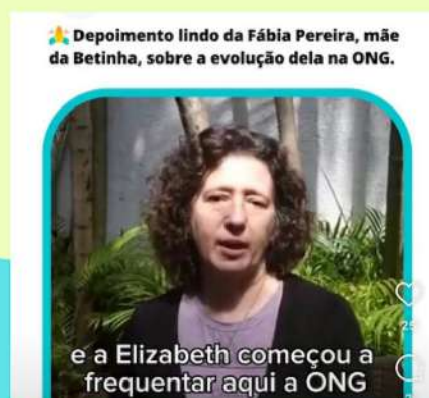 🙏 Depoimento lindo da Fábia Pereira, mãe
da Betinha, sobre a evolução dela na ONG.
e a Elizabeth começou a
frequentar aqui a ONG